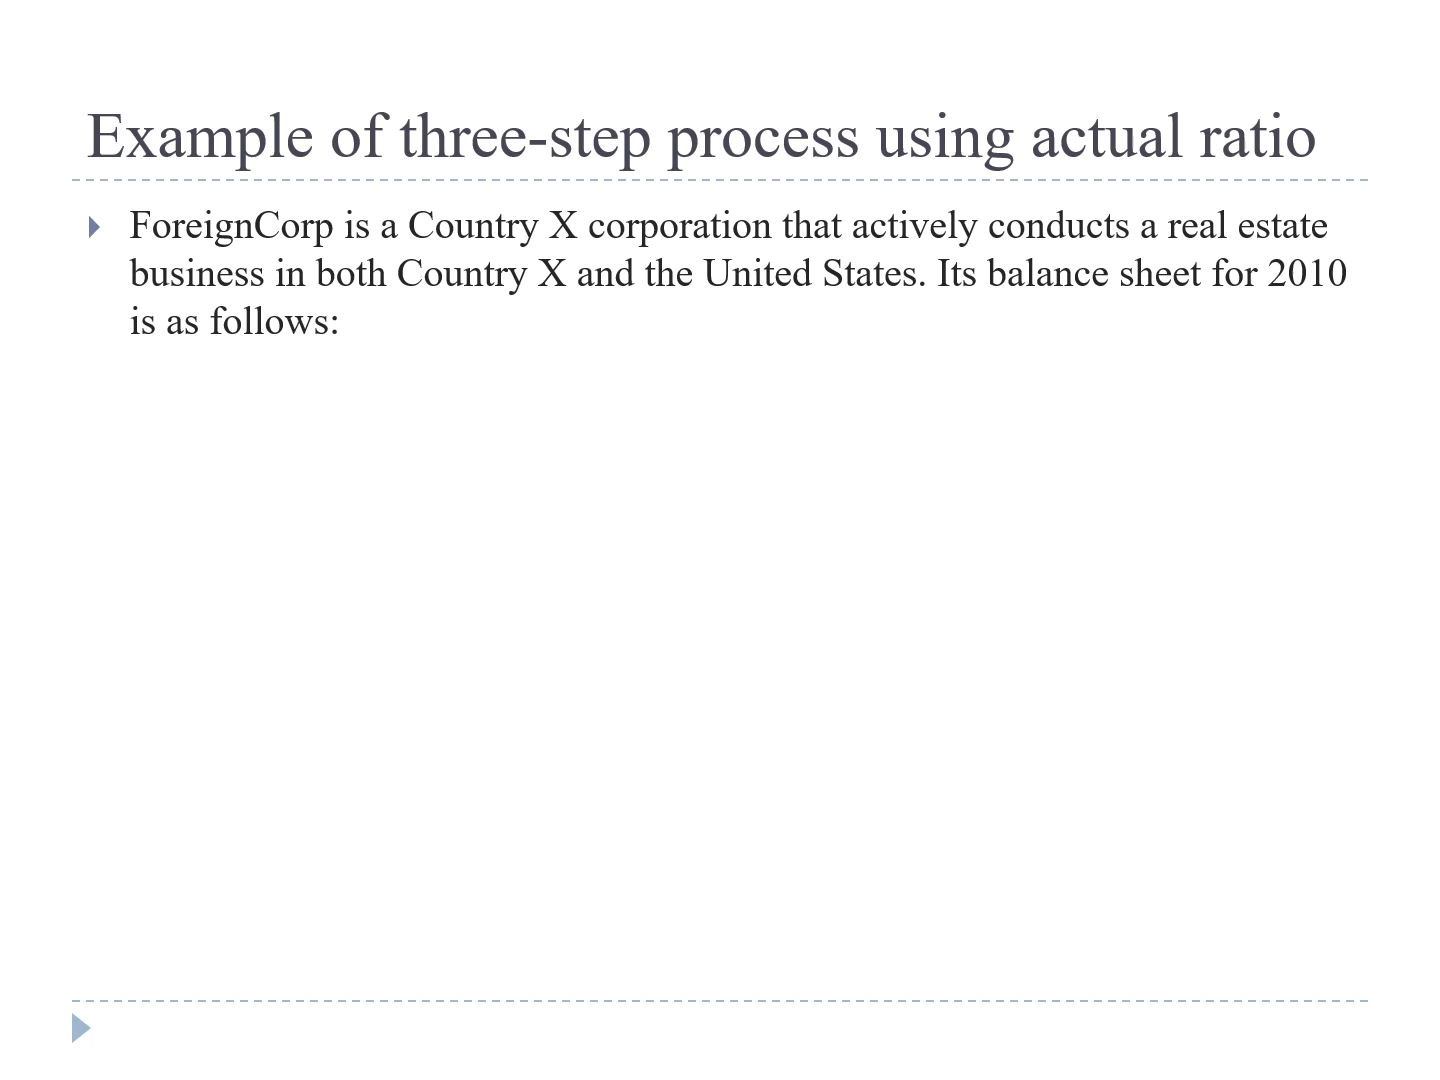 Example of three-step process using actual ratio
ForeignCorp is a Country X corporation that actively conducts a real estate
business in both Country X and the United States. Its balance sheet for 2010
is as follows: